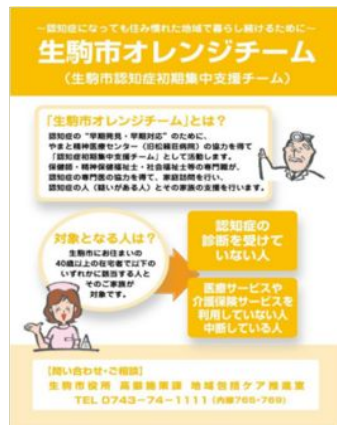 ～認知症になっても住み慣れた地域で暮らし続けるために～
生駒市オレンジチーム
（生駒市認知症初期集中支援チーム）
「生駒市オレンジチーム」とは？
認知症の“早期発見・早期対応”のために、
やまと精神医療センター（旧松籟荘病院）の協力を得て
「認知症初期集中支援チーム」として活動します。
保健師・精神保健福祉士・社会福祉士等の専門職が、
認知症の専門医の協力を得て、家庭訪問を行い、
認知症の人（疑いがある人）とその家族の支援を行います。
対象となる人は？
生駒市にお住まいの
40歳以上の在宅者で以下の
いずれかに該当する人と
そのご家族が
対象です。
認知症の
診断を受けて
いない人
医療サービスや
介護保険サービスを
利用していない人
中断している人
【問い合わせ・ご相談】
生駒市役所 高齢施策課 地域包括ケア推進室
TEL 0743-74-1111（内線765・769）